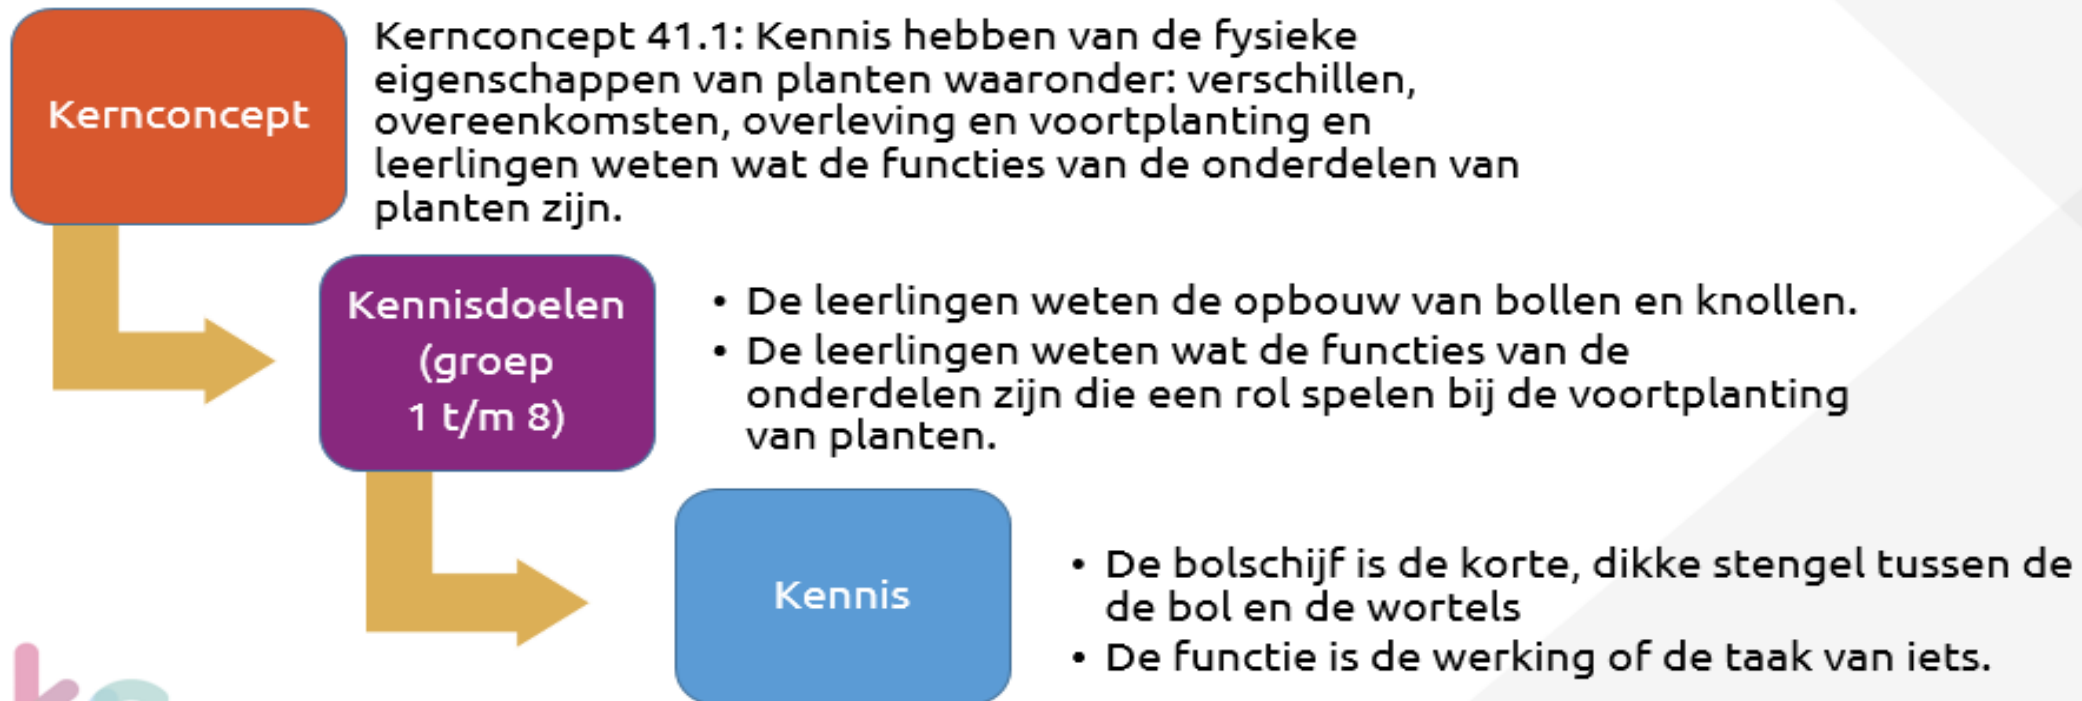 Kernconcept
Kernconcept 41.1: Kennis hebben van de fysieke
eigenschappen van planten waaronder: verschillen,
overeenkomsten, overleving en voortplanting en
leerlingen weten wat de functies van de onderdelen van
planten zijn.
Kennisdoelen
(groep
1 t/m 8)
• De leerlingen weten de opbouw van bollen en knollen.
• De leerlingen weten wat de functies van de
onderdelen zijn die een rol spelen bij de voortplanting
van planten.
Kennis
• De bolschijf is de korte, dikke stengel tussen de
de bol en de wortels
• De functie is de werking of de taak van iets.